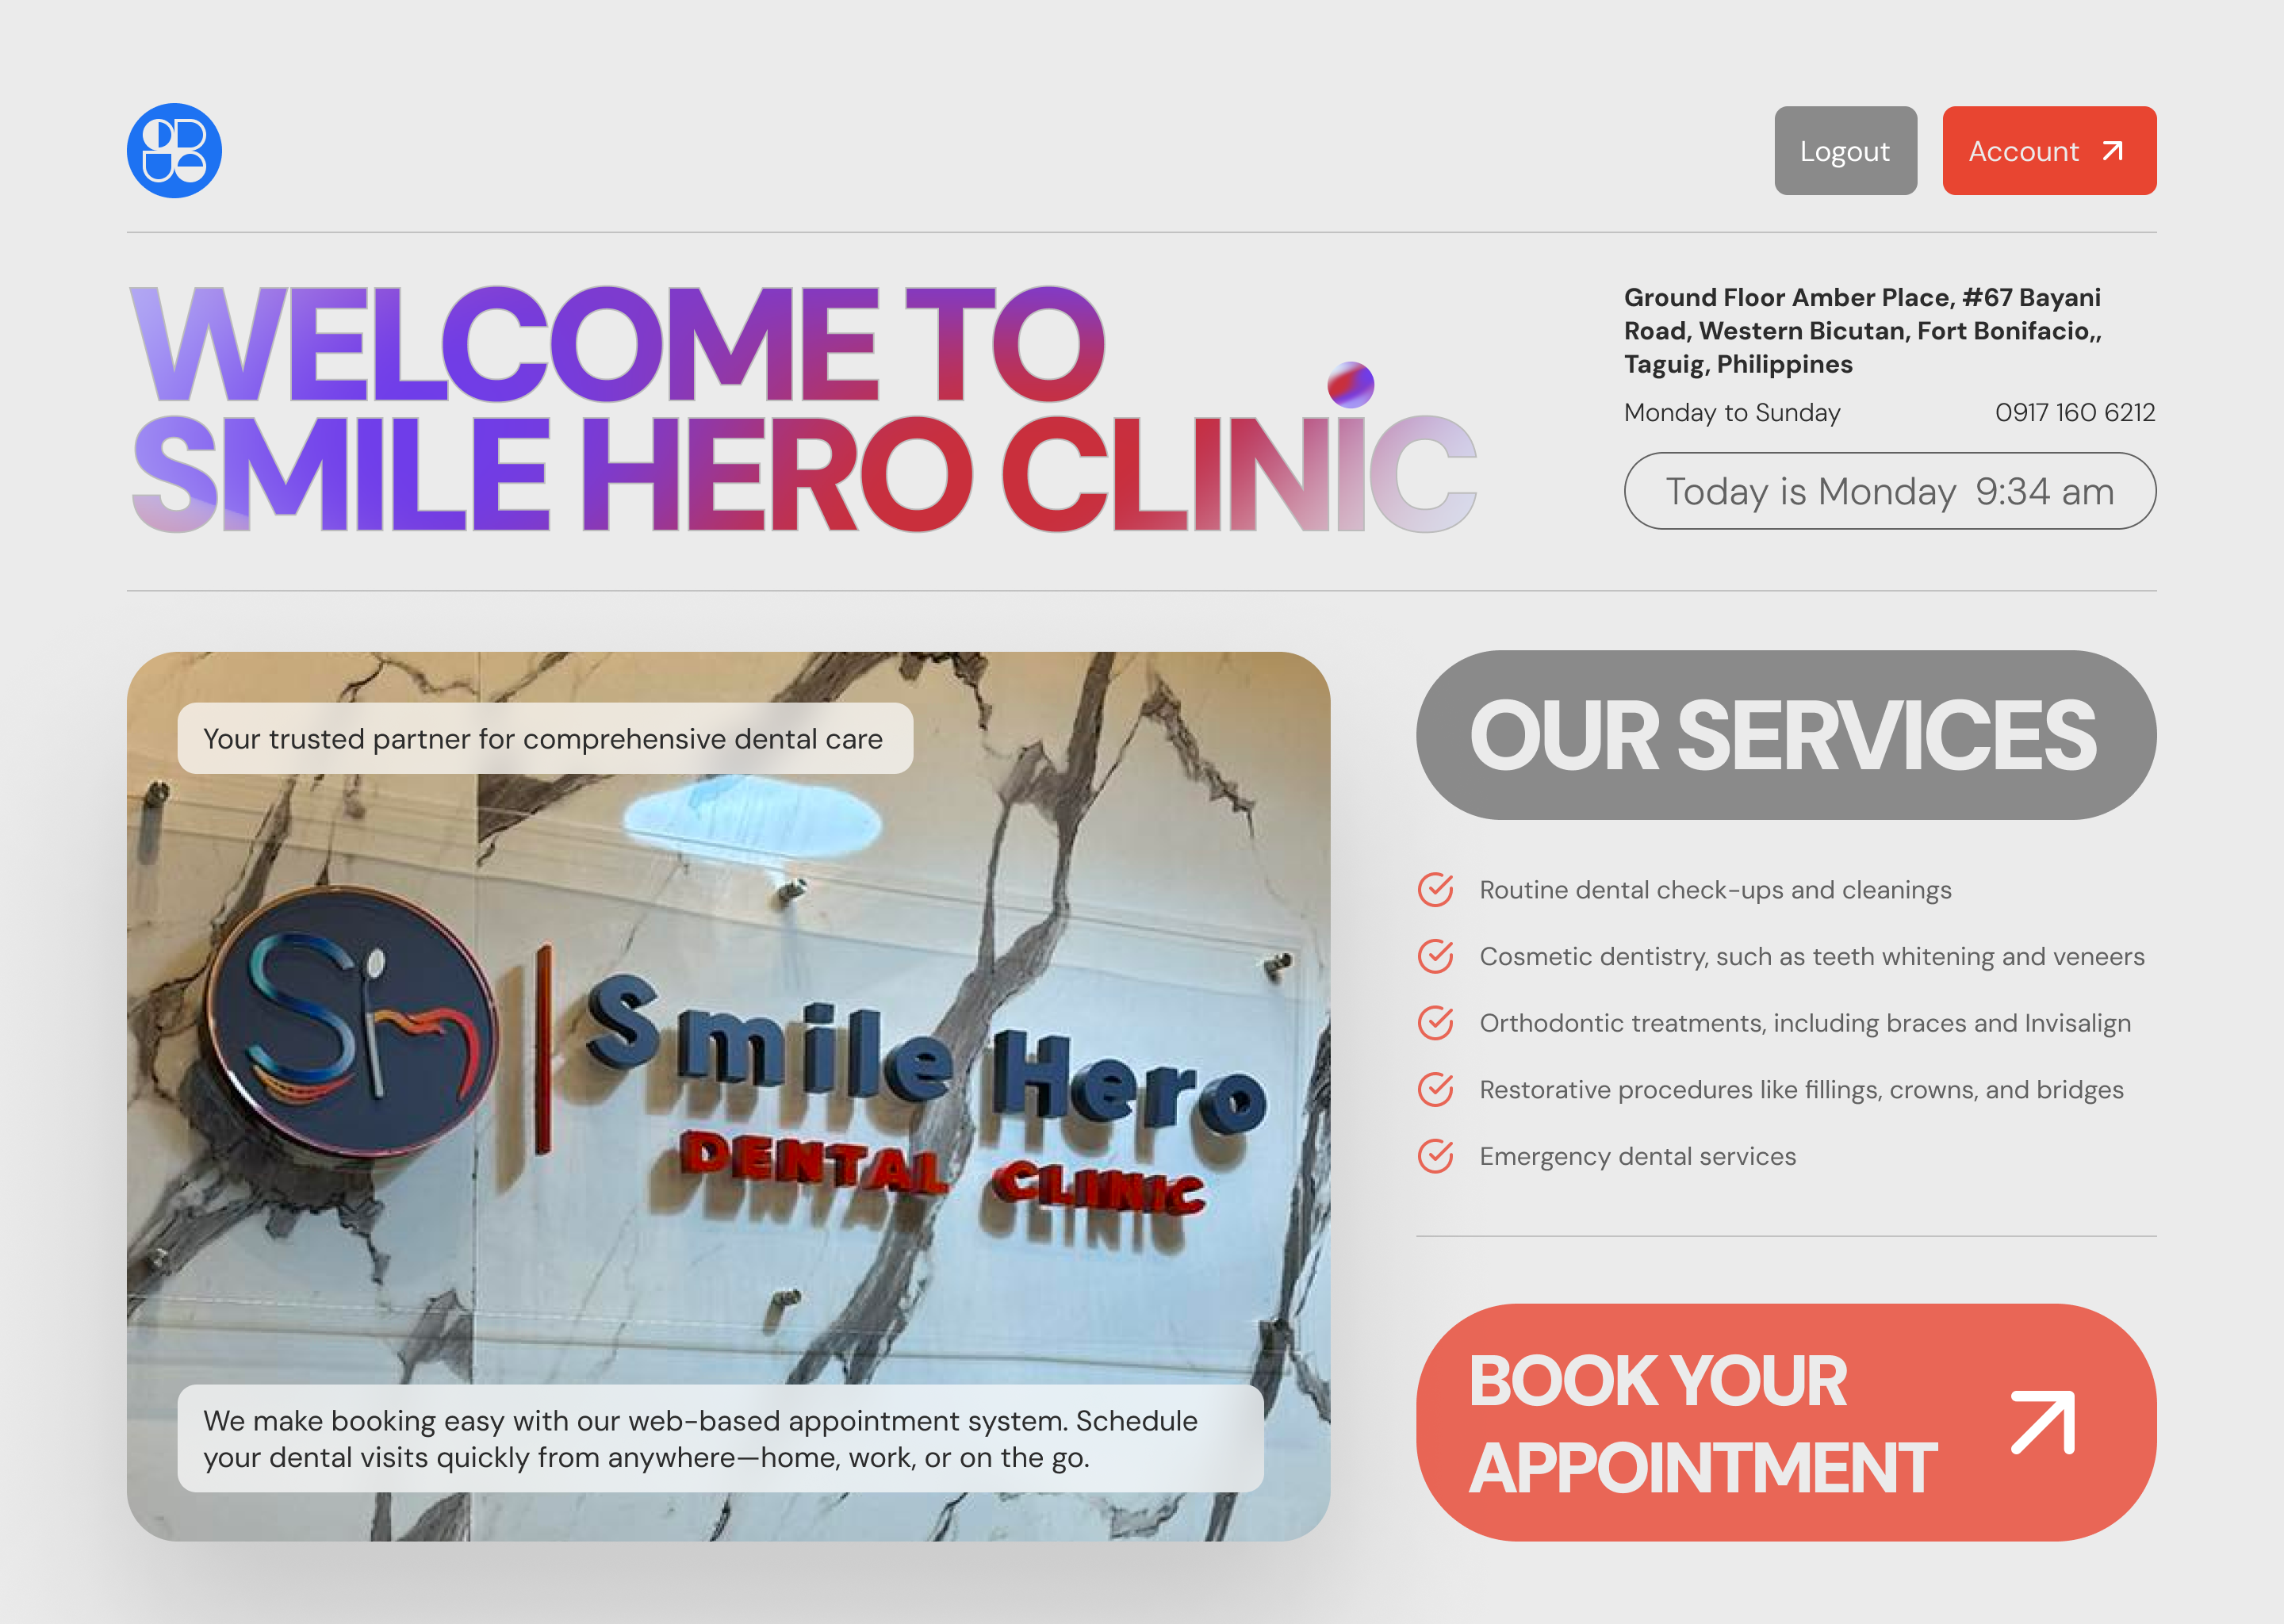 Logout
Account
WELCOME TO
SMILE HERO CLINiC
Ground Floor Amber Place, #67 Bayani
Road, Western Bicutan, Fort Bonifacio,,
Taguig, Philippines
Monday to Sunday
0917 160 6212
Today is Monday 9:34 am
Your trusted partner for comprehensive dental care
Sh
Smile Hero
DENTAL CLINIC
We make booking easy with our web-based appointment system. Schedule
your dental visits quickly from anywhere—home, work, or on the go.
OUR SERVICES
Routine dental check-ups and cleanings
Cosmetic dentistry, such as teeth whitening and veneers
Orthodontic treatments, including braces and Invisalign
Restorative procedures like fillings, crowns, and bridges
Emergency dental services
BOOK YOUR
APPOINTMENT